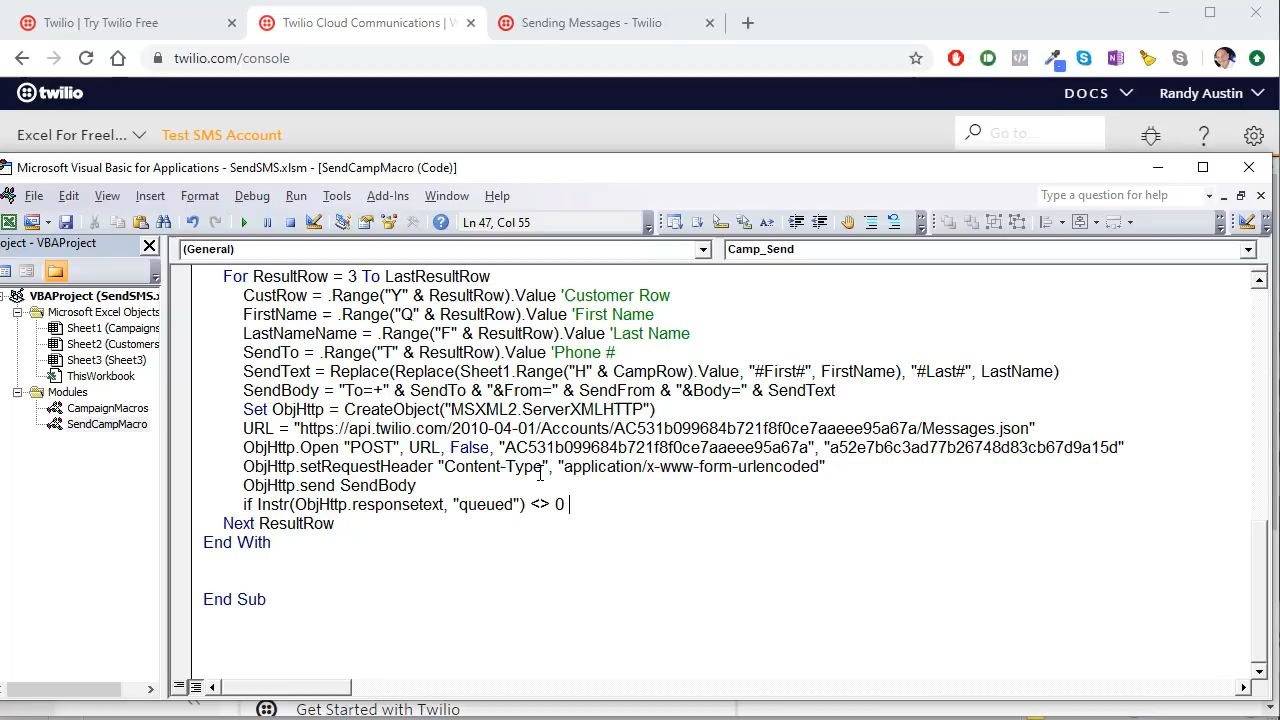 Twilio | Try Twilio Free
Twilio Cloud Communications | W
Sending Messages - Twilio
twilio.com/console
twilio
DOCS
Randy Austin
Excel For Freel...
Test SMS Account
Go to ...
Microsoft Visual Basic for Applications - SendSMS.xlsm - [SendCampMacro (Code)]
File Edit View Insert Format Debug Run Tools Add-Ins Window Help
Type a question for help
Ln 47, Col 55
oject - VBAProject
(General)
Camp_Send
VBAProject (SendSMS.x
Microsoft Excel Objects
Sheet1 (Campaigns
Sheet2 (Customers
Sheet3 (Sheet3)
ThisWorkbook
Modules
CampaignMacros
SendCampMacro
For ResultRow = 3 To LastResultRow
CustRow = .Range("Y" & ResultRow).Value 'Customer Row
FirstName = .Range("Q" & ResultRow).Value 'First Name
LastNameName = .Range("F" & ResultRow).Value 'Last Name
SendTo = .Range("T" & ResultRow).Value 'Phone #
SendText = Replace(Replace(Sheet1.Range("H" & CampRow).Value, "#First#", FirstName), "#Last#", LastName)
SendBody = "To=+" & SendTo & "&From=" & SendFrom & "&Body=" & SendText
Set ObjHttp = CreateObject("MSXML2.ServerXMLHTTP")
URL = "https://api.twilio.com/2010-04-01/Accounts/AC531b099684b721f8f0ce7aaeee95a67a/Messages.json"
ObjHttp.Open "POST", URL, False, "AC531b099684b721f8f0ce7aaeee95a67a", "a52e7b6c3ad77b26748d83cb67d9a15d"
ObjHttp.setRequestHeader "Content-Type", "application/x-www-form-urlencoded"
ObjHttp.send SendBody
if Instr(ObjHttp.responsetext, "queued") <> 0
Next ResultRow
End With
End Sub
Get Started with Twilio